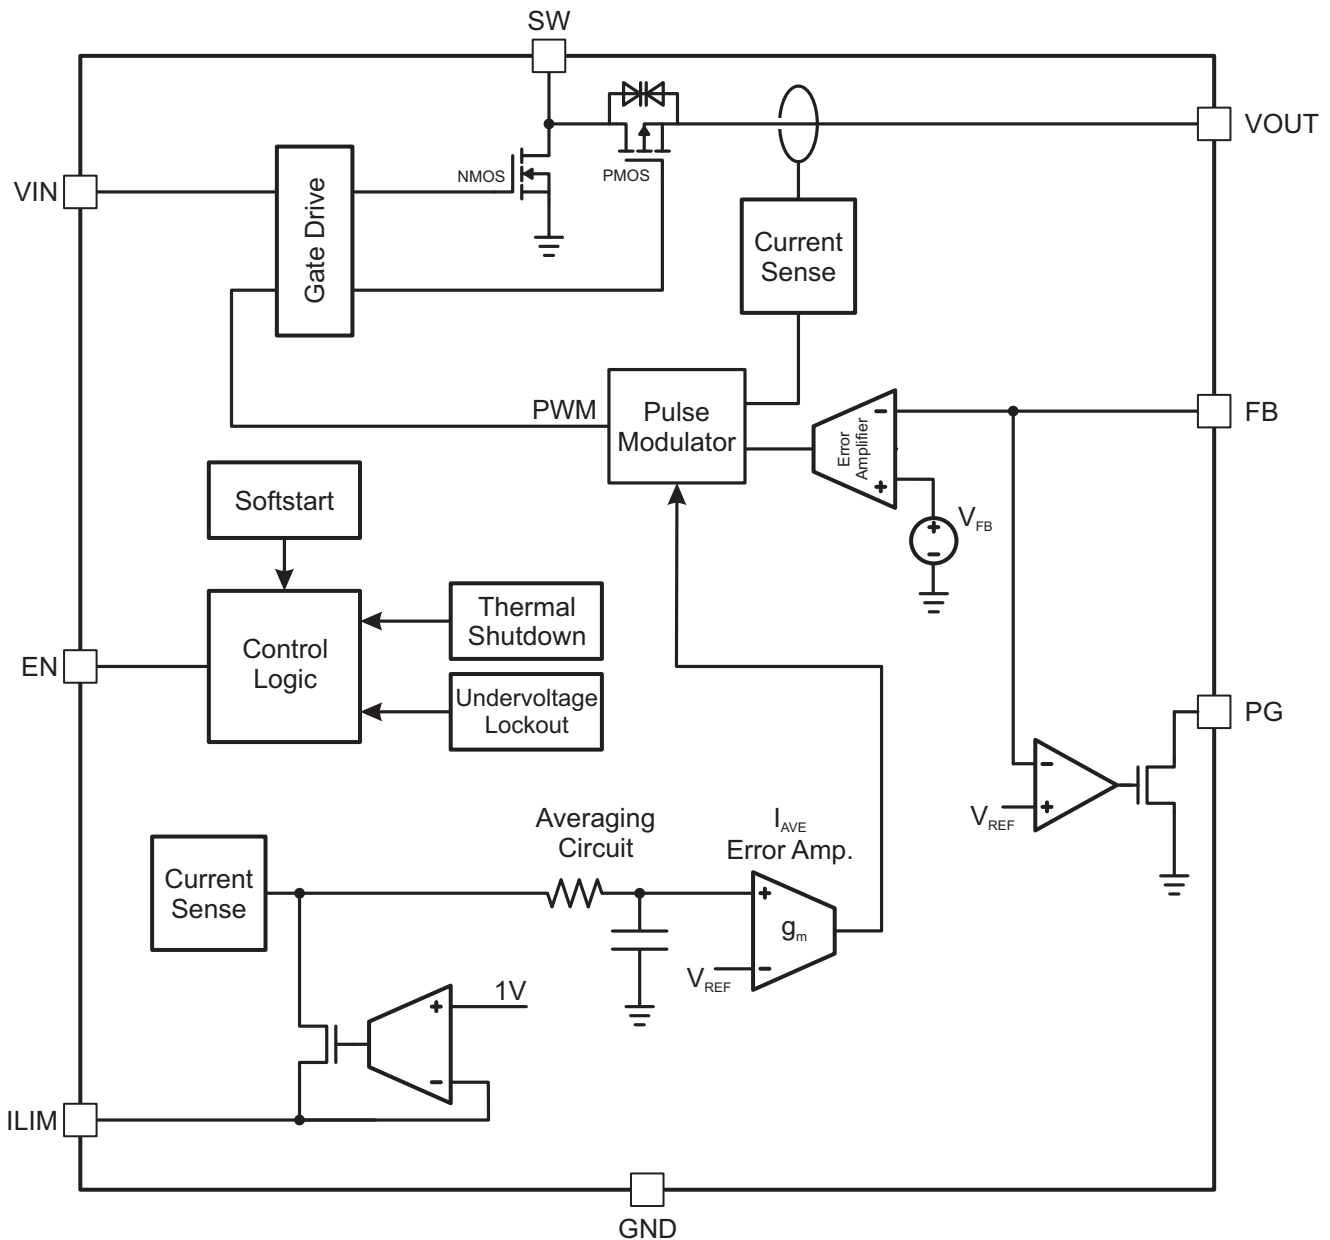 SW
VOUT
VIN
Gate Drive
NMOS
PMOS
Current
Sense
PWM
Pulse
Modulator
-
Error
Amplifier
+
FB
VFB
+
-
Softstart
Thermal
Shutdown
EN
Control
Logic
Undervoltage
Lockout
PG
-
VREF
+
Averaging
Circuit
IAVE
Error Amp.
Current
Sense
+
gm
VREF
-
1V
+
-
ILIM
GND